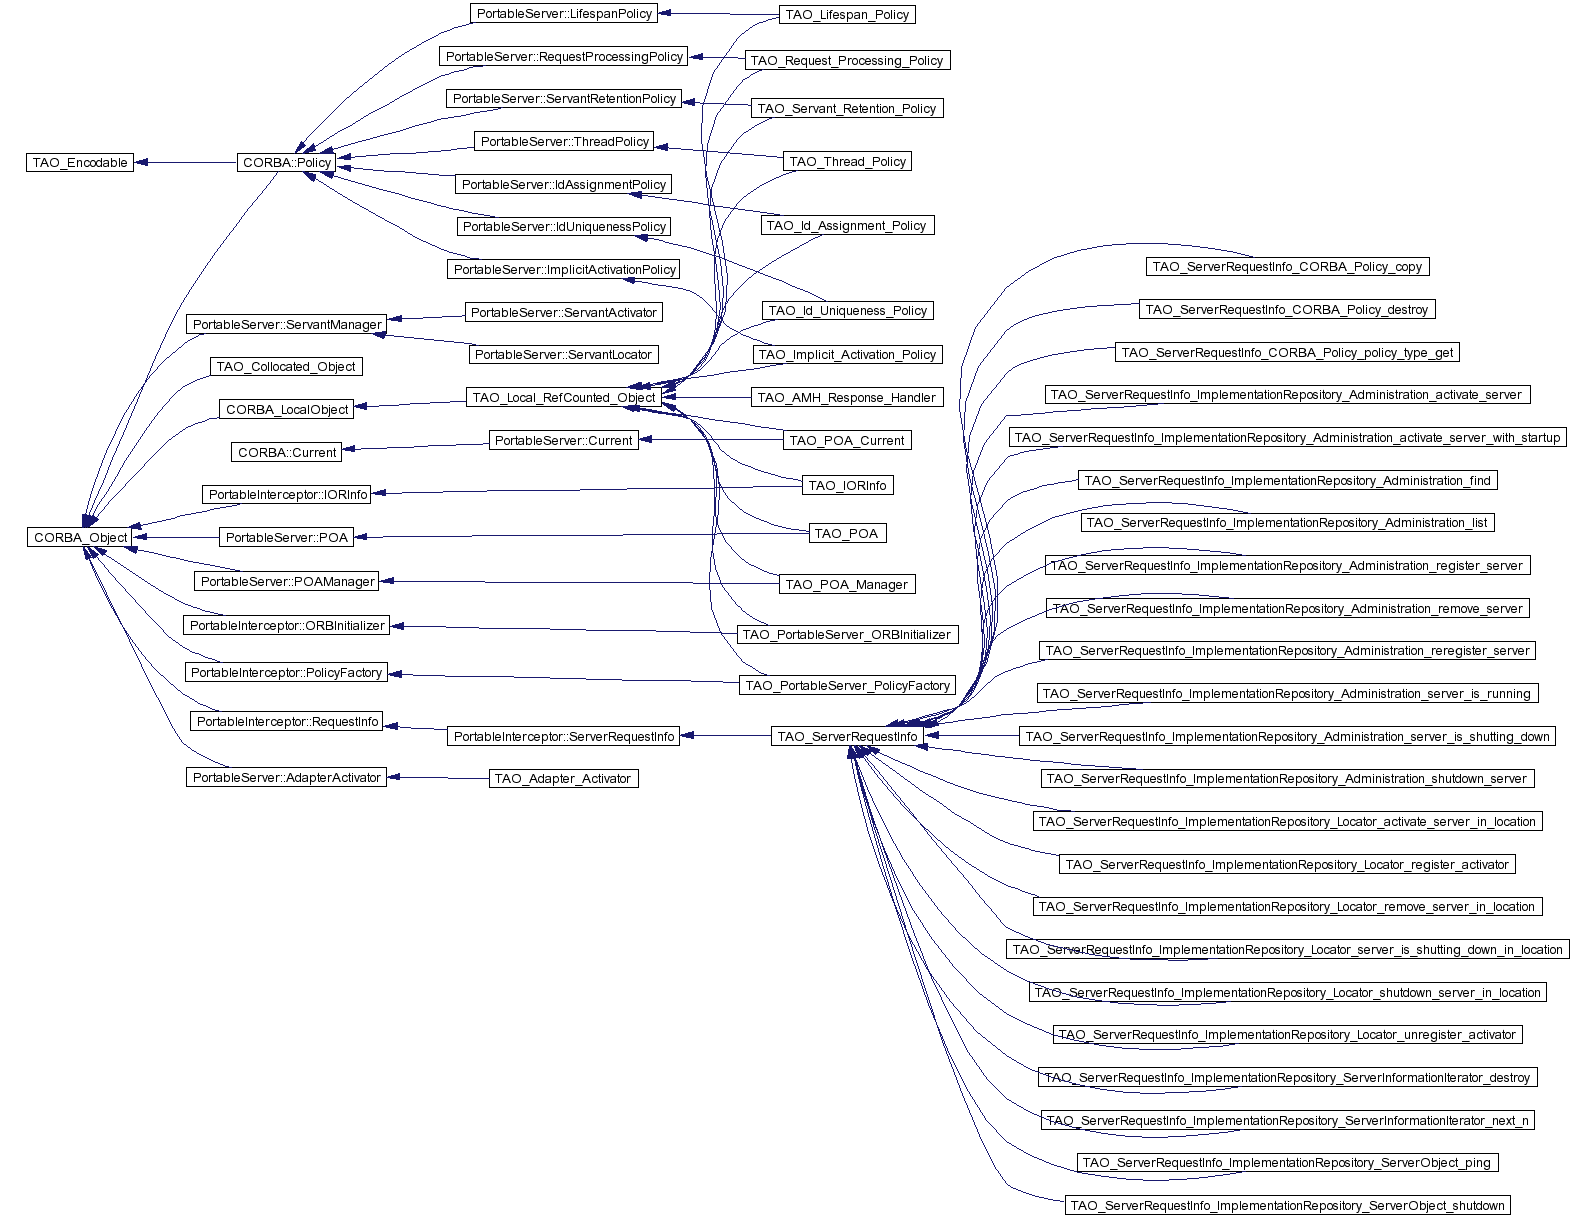 PortableServer::LifespanPolicy
TAO_Lifespan_Policy
PortableServer::RequestProcessingPolicy
TAO_Request_Processing_Policy
PortableServer::ServantRetentionPolicy
TAO_Servant_Retention_Policy
PortableServer::ThreadPolicy
TAO_Encodable
CORBA::Policy
TAO_Thread_Policy
PortableServer::IdAssignmentPolicy
TAO_Id_Assignment_Policy
PortableServer::IdUniquenessPolicy
PortableServer::ImplicitActivationPolicy
TAO_ServerRequestInfo_CORBA_Policy_copy
PortableServer::ServantActivator
TAO_Id_Uniqueness_Policy
TAO_ServerRequestInfo_CORBA_Policy_destroy
PortableServer::ServantManager
PortableServer::ServantLocator
TAO_Implicit_Activation_Policy
TAO_ServerRequestInfo_CORBA_Policy_policy_type_get
TAO_Collocated_Object
TAO_Local_RefCounted_Object
TAO_AMH_Response_Handler
TAO_ServerRequestInfo_ImplementationRepository_Administration_activate_server
CORBA_LocalObject
PortableServer::Current
TAO_POA_Current
TAO_ServerRequestInfo_ImplementationRepository_Administration_activate_server_with_startup
CORBA::Current
TAO_ServerRequestInfo_ImplementationRepository_Administration_find
PortableInterceptor::IORInfo
TAO_IORInfo
TAO_ServerRequestInfo_ImplementationRepository_Administration_list
CORBA_Object
PortableServer::POA
TAO_POA
TAO_ServerRequestInfo_ImplementationRepository_Administration_register_server
PortableServer::POAManager
TAO_POA_Manager
TAO_ServerRequestInfo_ImplementationRepository_Administration_remove_server
PortableInterceptor::ORBInitializer
TAO_PortableServer_ORBInitializer
TAO_ServerRequestInfo_ImplementationRepository_Administration_reregister_server
PortableInterceptor::PolicyFactory
TAO_PortableServer_PolicyFactory
TAO_ServerRequestInfo_ImplementationRepository_Administration_server_is_running
PortableInterceptor::RequestInfo
PortableInterceptor::ServerRequestInfo
TAO_ServerRequestInfo
TAO_ServerRequestInfo_ImplementationRepository_Administration_server_is_shutting_down
PortableServer::AdapterActivator
TAO_Adapter_Activator
TAO_ServerRequestInfo_ImplementationRepository_Administration_shutdown_server
TAO_ServerRequestInfo_ImplementationRepository_Locator_activate_server_in_location
TAO_ServerRequestInfo_ImplementationRepository_Locator_register_activator
TAO_ServerRequestInfo_ImplementationRepository_Locator_remove_server_in_location
TAO_ServerRequestInfo_ImplementationRepository_Locator_server_is_shutting_down_in_location
TAO_ServerRequestInfo_ImplementationRepository_Locator_shutdown_server_in_location
TAO_ServerRequestInfo_ImplementationRepository_Locator_unregister_activator
TAO_ServerRequestInfo_ImplementationRepository_ServerInformationIterator_destroy
TAO_ServerRequestInfo_ImplementationRepository_ServerInformationIterator_next_n
TAO_ServerRequestInfo_ImplementationRepository_ServerObject_ping
TAO_ServerRequestInfo_ImplementationRepository_ServerObject_shutdown